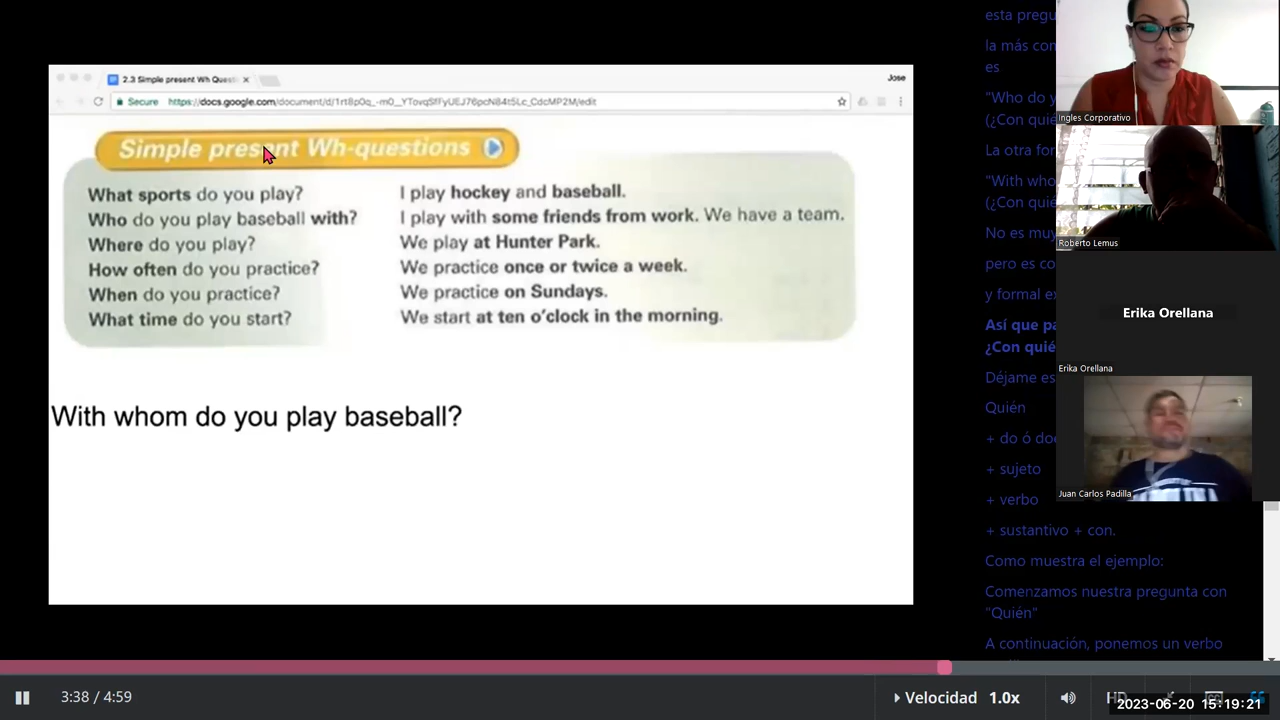 2.3 Simple present Wh Quest
Jose
Secure https://docs.google.com/document/d/
Simple present Wh-questions
What sports do you play? I play hockey and baseball.
Who do you play baseball with? I play with some friends from work. We have a team.
Where do you play? We play at Hunter Park.
How often do you practice? We practice once or twice a week.
When do you practice? We practice on Sundays.
What time do you start? We start at ten o'clock in the morning.
With whom do you play baseball?
esta pregu
la más con
es
"Who do y
(¿Con quie
La otra for
"With who
(¿Con quie
No es muy
pero es co
y formal e
Así que pa
¿Con quié
Déjame es
Quién
+ do ó doe
+ sujeto
+ verbo
+ sustantivo + con.
Como muestra el ejemplo:
Comenzamos nuestra pregunta con
"Quién"
A continuación, ponemos un verbo
Ingles Corporativo
Roberto Lemus
Erika Orellana
Erika Orellana
Juan Carlos Padilla
3:38 / 4:59
Velocidad 1.0x
HD
2023-06-20 15:19:21